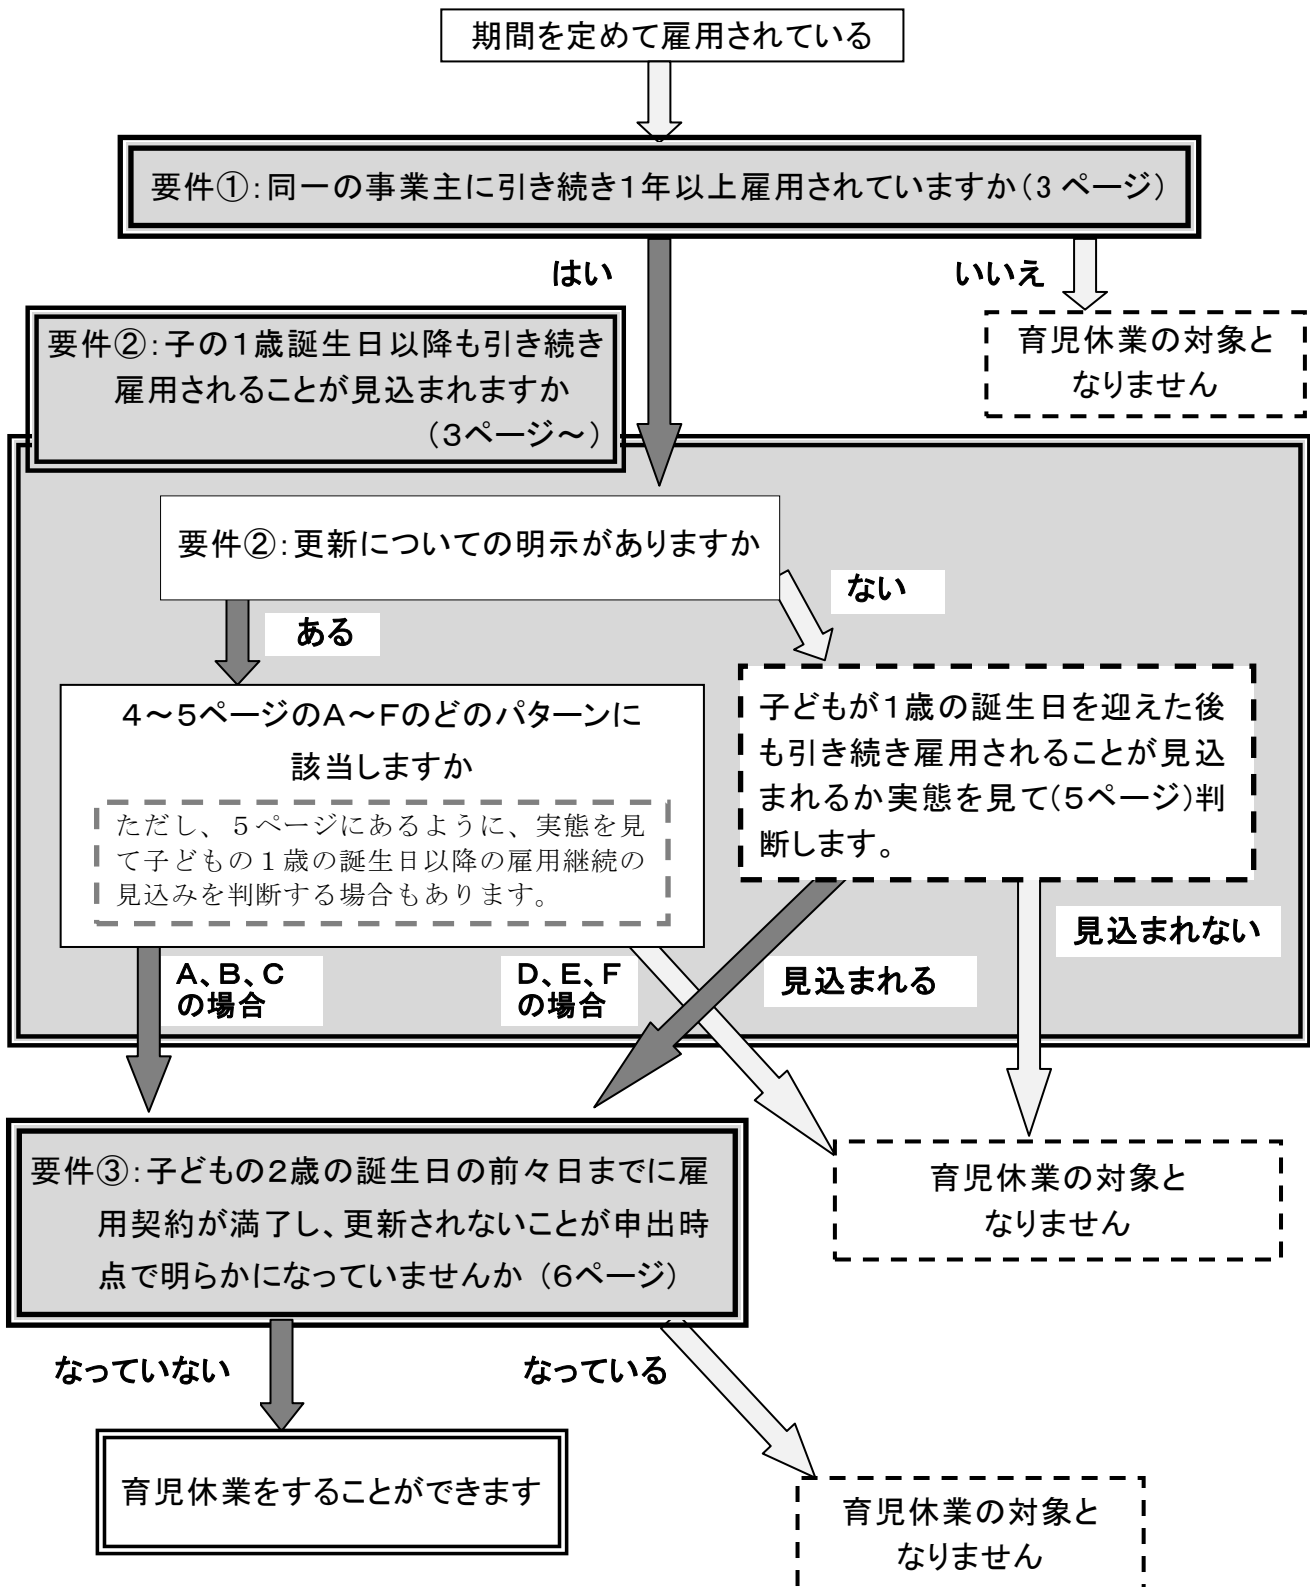 期間を定めて雇用されている
要件①:同一の事業主に引き続き1年以上雇用されていますか(3 ページ)
はい
いいえ
育児休業の対象と
なりません
要件②:子の1歳誕生日以降も引き続き
雇用されることが見込まれますか
(3ページ~)
要件②:更新についての明示がありますか
ある
ない
4~5ページのA~Fのどのパターンに
該当しますか
ただし、5ページにあるように、実態を見
て子どもの1歳の誕生日以降の雇用継続の
見込みを判断する場合もあります。
子どもが1歳の誕生日を迎えた後
も引き続き雇用されることが見込
まれるか実態を見て(5ページ)判
断します。
A、B、C
の場合
D、E、F
の場合
見込まれる
見込まれない
要件③:子どもの2歳の誕生日の前々日までに雇
用契約が満了し、更新されないことが申出時
点で明らかになっていませんか (6ページ)
育児休業の対象と
なりません
なっていない
なっている
育児休業をすることができます
育児休業の対象と
なりません